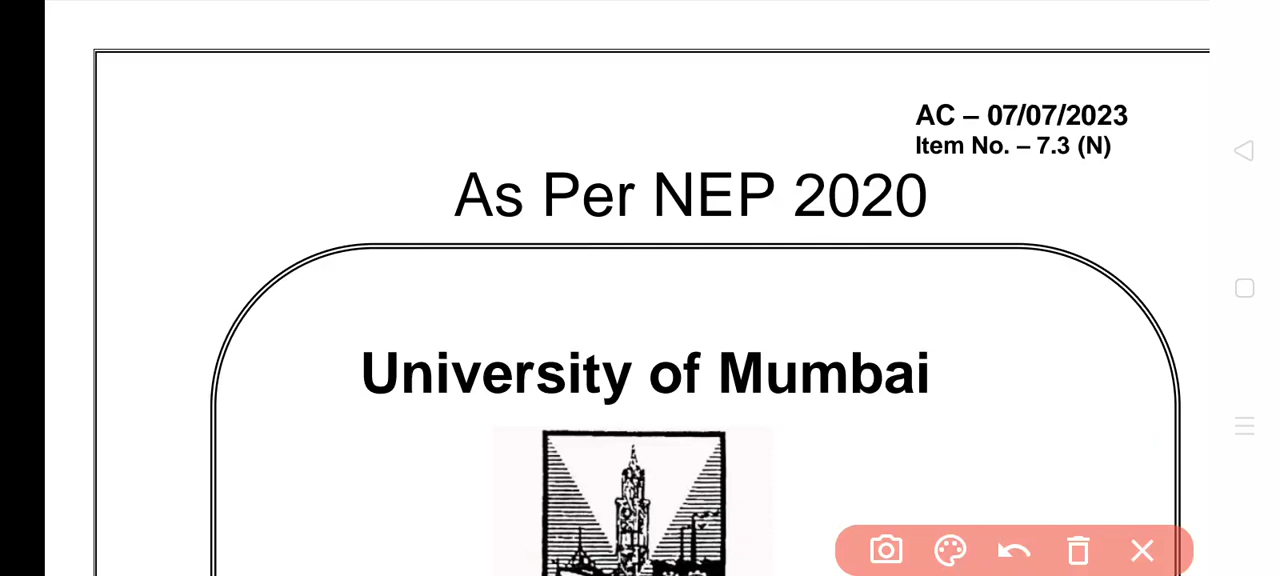 AC – 07/07/2023
Item No. – 7.3 (N)
As Per NEP 2020
University of Mumbai